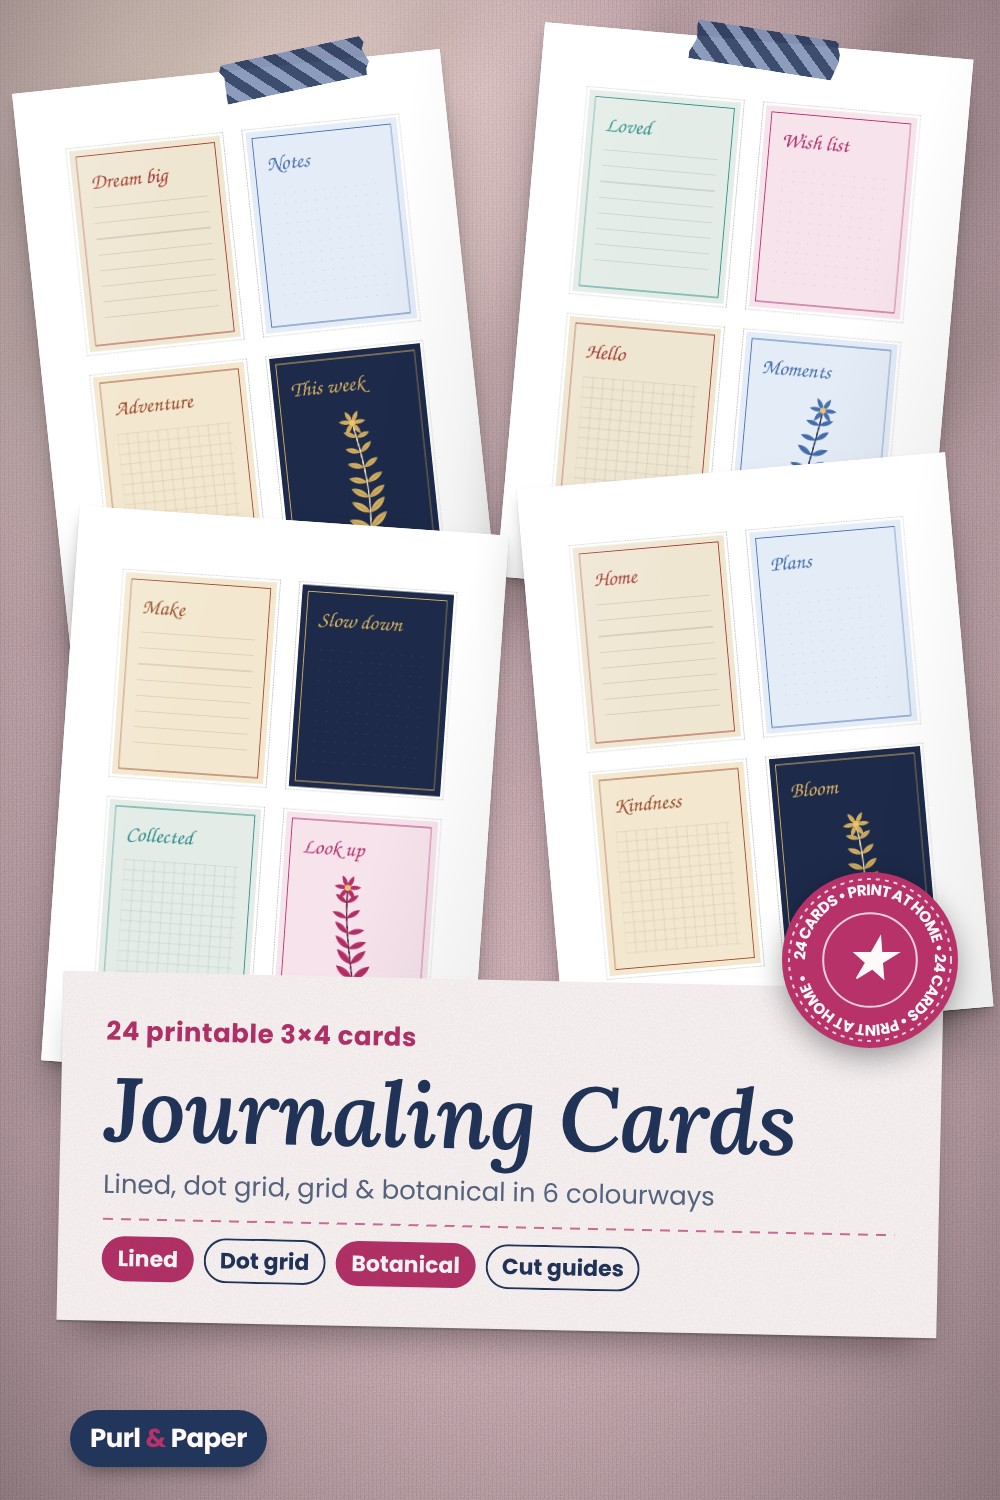 Dream big
Notes
Adventure
This week
Loved
Wish list
Hello
Moments
Make
Slow down
Collected
Look up
Home
Plans
Kindness
Bloom
24 CARDS • PRINT AT HOME • 24 CARDS • PRINT AT HOME •
24 printable 3×4 cards
Journaling Cards
Lined, dot grid, grid & botanical in 6 colourways
Lined
Dot grid
Botanical
Cut guides
Purl & Paper